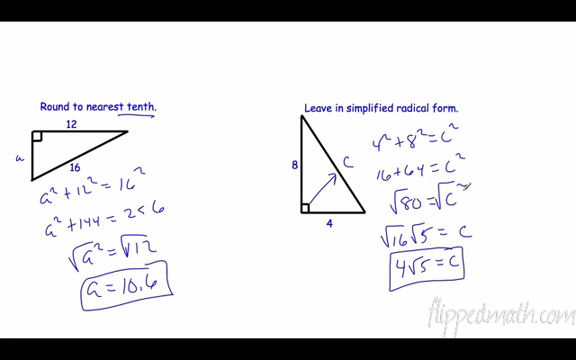 Round to nearest tenth.
12
a
16
a² + 12² = 16²
a² + 144 = 256
√a² = √112
a = 10.6
Leave in simplified radical form.
8
C
4
4² + 8² = c²
16 + 64 = c²
√80 = √c²
√16 √5 = c
4√5 = c
flippedmath.com